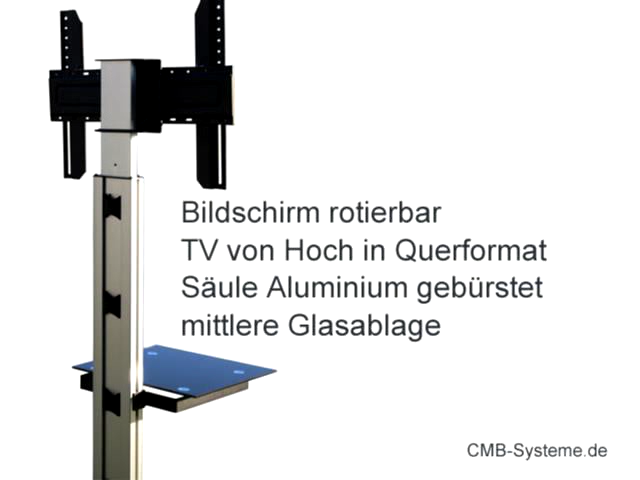 Bildschirm rotierbar
TV von Hoch in Querformat
Säule Aluminium gebürstet
mittlere Glasablage
CMB-Systeme.de